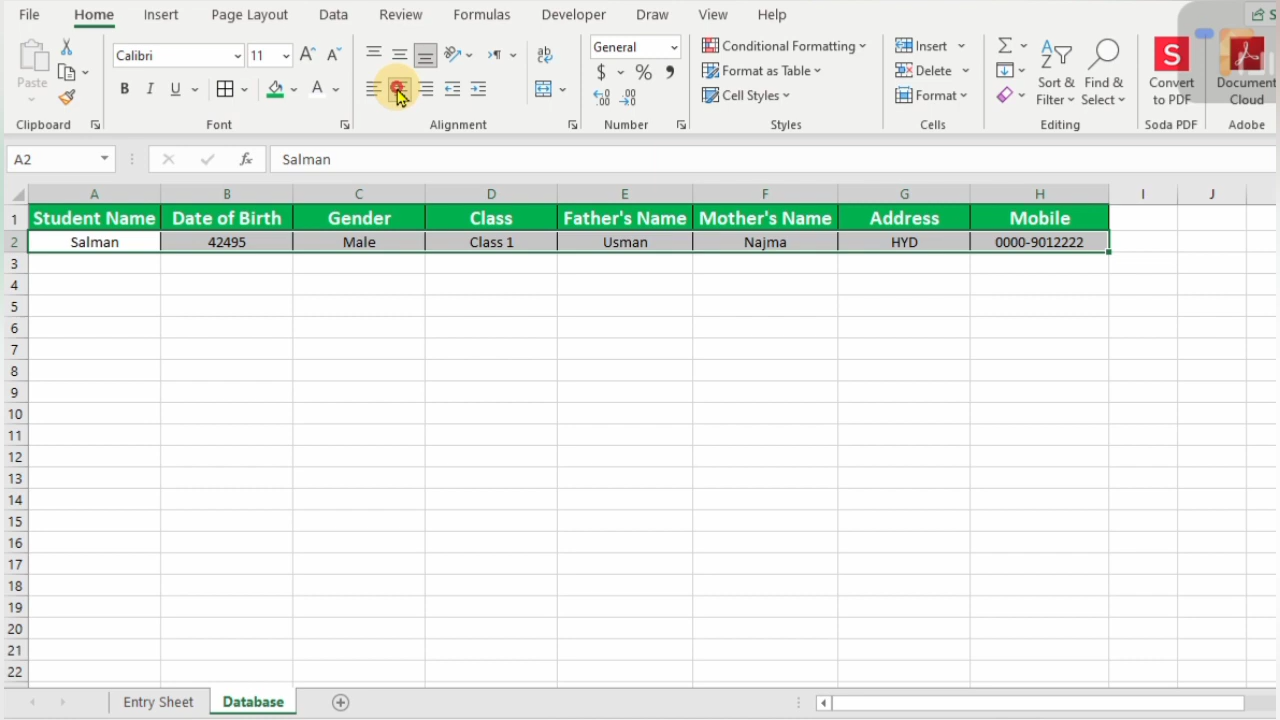 File Home Insert Page Layout Data Review Formulas Developer Draw View Help
Paste
Clipboard
Calibri 11
B I U
Font
Alignment
General
$ % 9
Number
Conditional Formatting
Format as Table
Cell Styles
Styles
Insert
Delete
Format
Cells
Sort & Filter
Find & Select
Editing
Convert to PDF
Soda PDF
Document Cloud
Adobe
A2 fx Salman
A B C D E F G H I J
1 Student Name Date of Birth Gender Class Father's Name Mother's Name Address Mobile
2 Salman 42495 Male Class 1 Usman Najma HYD 0000-9012222
3
4
5
6
7
8
9
10
11
12
13
14
15
16
17
18
19
20
21
22
Entry Sheet Database